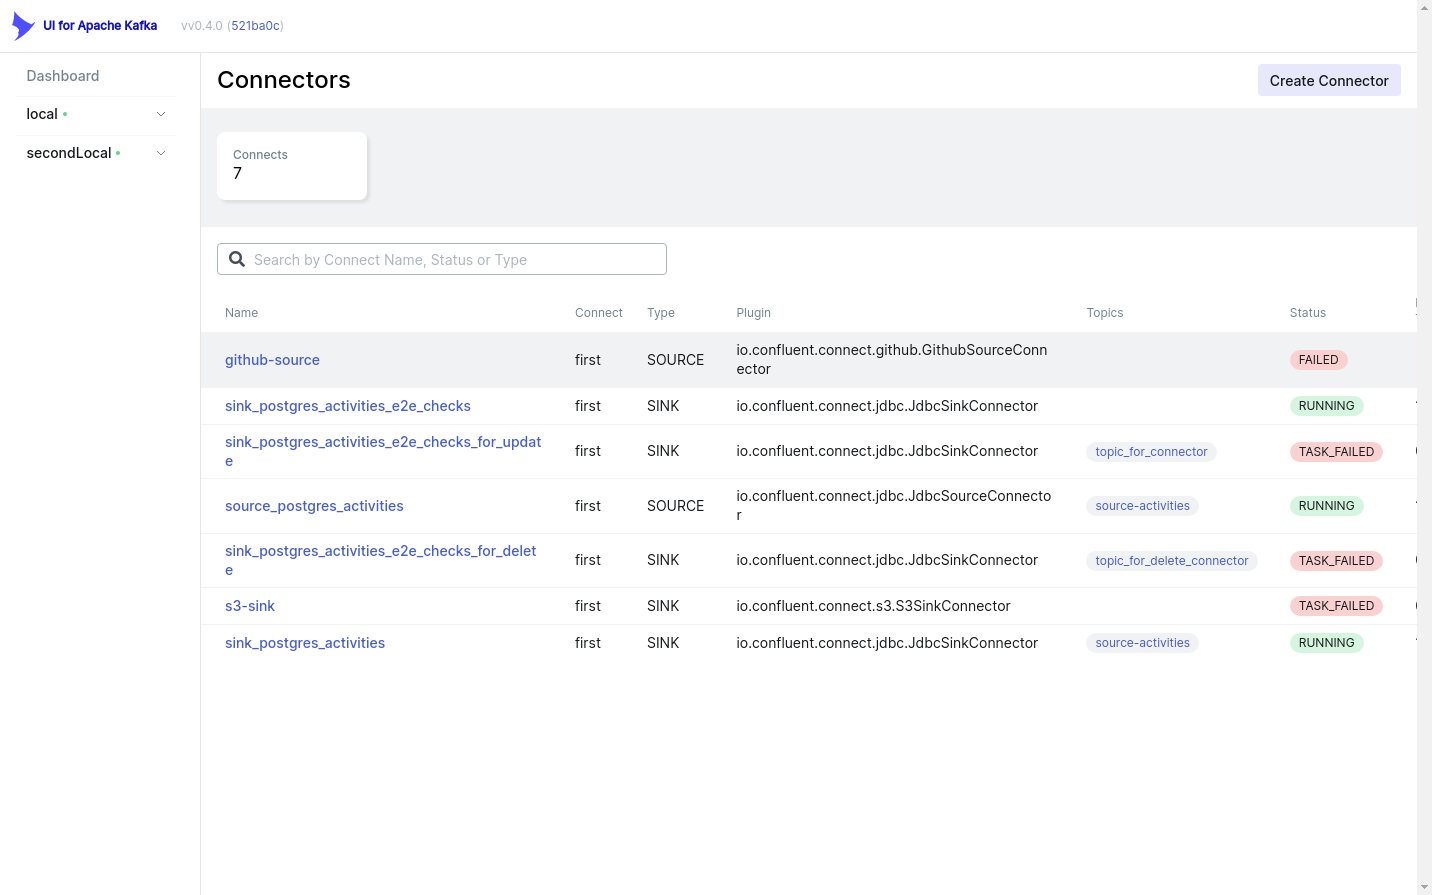 UI for Apache Kafka
vv0.4.0 (521ba0c)
Dashboard
local
secondLocal
Connectors
Create Connector
Connects
7
Search by Connect Name, Status or Type
Name Connect Type Plugin Topics Status
github-source first SOURCE io.confluent.connect.github.GithubSourceConn
ector FAILED
sink_postgres_activities_e2e_checks first SINK io.confluent.connect.jdbc.JdbcSinkConnector RUNNING
sink_postgres_activities_e2e_checks_for_updat
e first SINK io.confluent.connect.jdbc.JdbcSinkConnector topic_for_connector TASK_FAILED
source_postgres_activities first SOURCE io.confluent.connect.jdbc.JdbcSourceConnecto
r source-activities RUNNING
sink_postgres_activities_e2e_checks_for_delet
e first SINK io.confluent.connect.jdbc.JdbcSinkConnector topic_for_delete_connector TASK_FAILED
s3-sink first SINK io.confluent.connect.s3.S3SinkConnector TASK_FAILED
sink_postgres_activities first SINK io.confluent.connect.jdbc.JdbcSinkConnector source-activities RUNNING